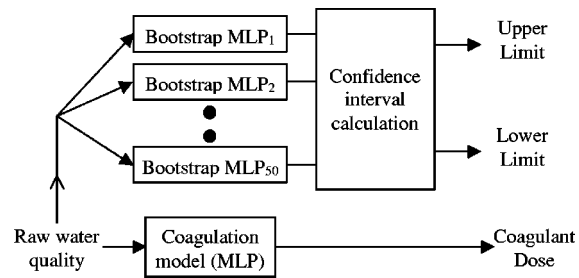 Bootstrap MLP1
Bootstrap MLP2
Bootstrap MLP50
Confidence
interval
calculation
Upper
Limit
Lower
Limit
Raw water
quality
Coagulation
model (MLP)
Coagulant
Dose